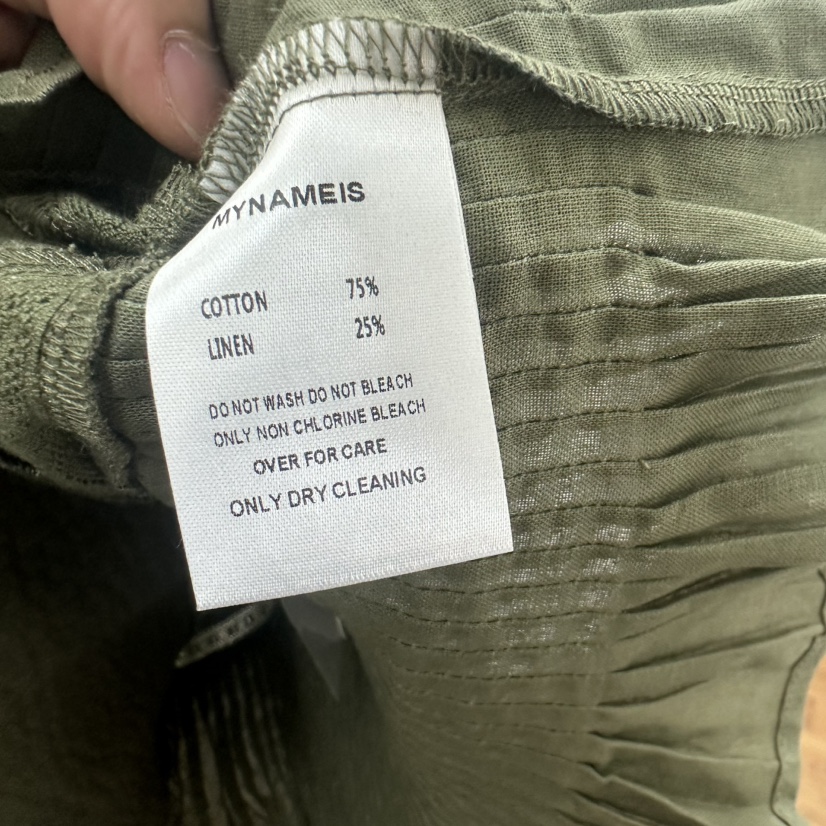 MYNAMEIS
COTTON 75%
LINEN 25%
DO NOT WASH DO NOT BLEACH
ONLY NON CHLORINE BLEACH
OVER FOR CARE
ONLY DRY CLEANING